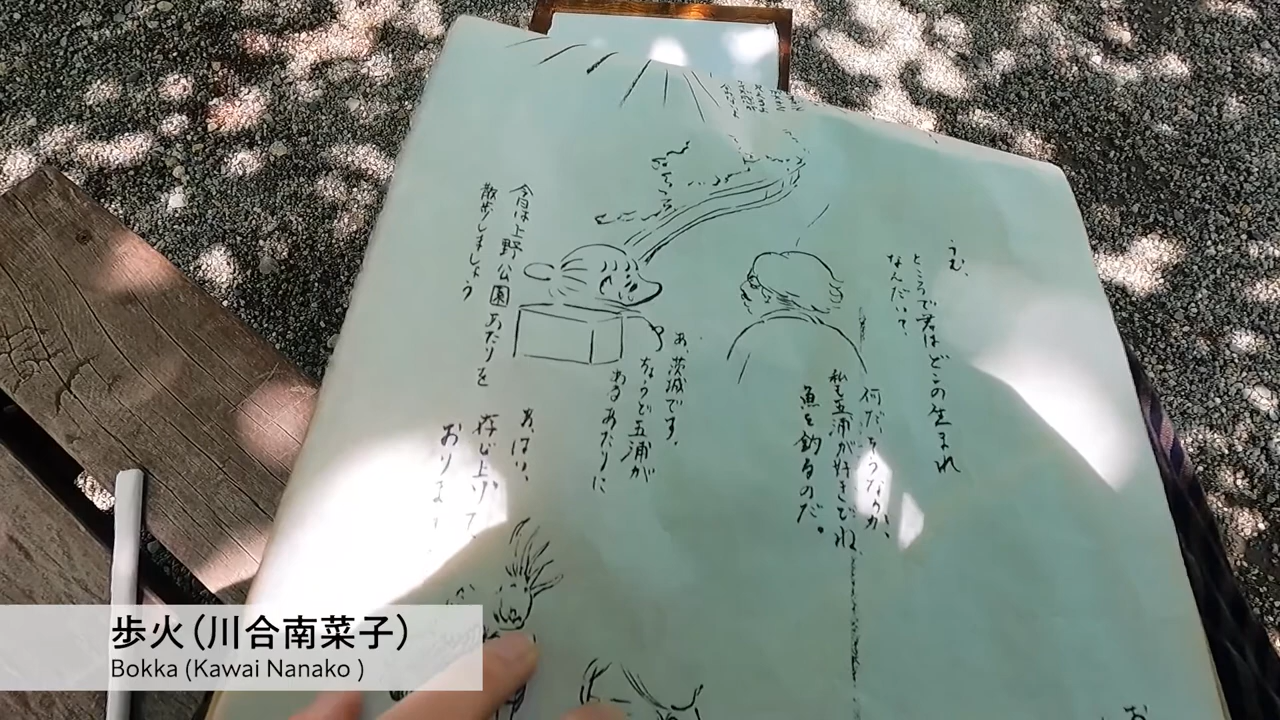 うむ、
ところで君はどこの生まれ
なんだい?、
何だ、そうなのか、
私も五浦が好きでね、
魚を釣るのだ。
あ、茨城です。
ちょうど五浦が
あるあたりに
今日は上野公園あたりを
散歩しましょう
あ、はい、
存じ上げて、
おりま
お
歩火（川合南菜子）
Bokka (Kawai Nanako )